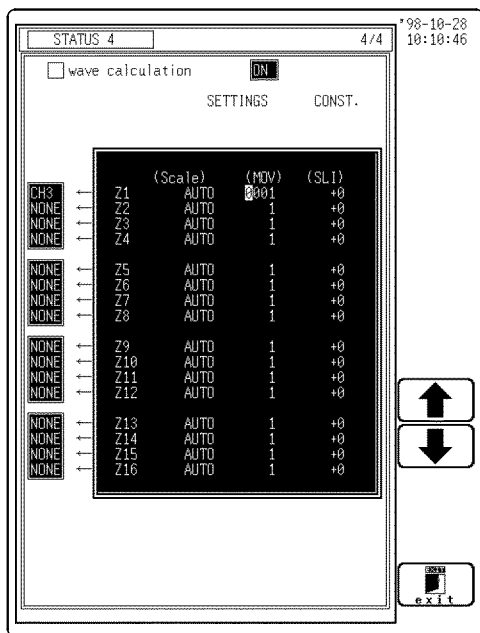 '98-10-28
STATUS 4 4/4 10:10:46
wave calculation ON
SETTINGS CONST.
(Scale) (MOV) (SLI)
CH3 ← Z1 AUTO 0001 +0
NONE ← Z2 AUTO 1 +0
NONE ← Z3 AUTO 1 +0
NONE ← Z4 AUTO 1 +0
NONE ← Z5 AUTO 1 +0
NONE ← Z6 AUTO 1 +0
NONE ← Z7 AUTO 1 +0
NONE ← Z8 AUTO 1 +0
NONE ← Z9 AUTO 1 +0
NONE ← Z10 AUTO 1 +0
NONE ← Z11 AUTO 1 +0
NONE ← Z12 AUTO 1 +0
NONE ← Z13 AUTO 1 +0
NONE ← Z14 AUTO 1 +0
NONE ← Z15 AUTO 1 +0
NONE ← Z16 AUTO 1 +0
EXIT
exit